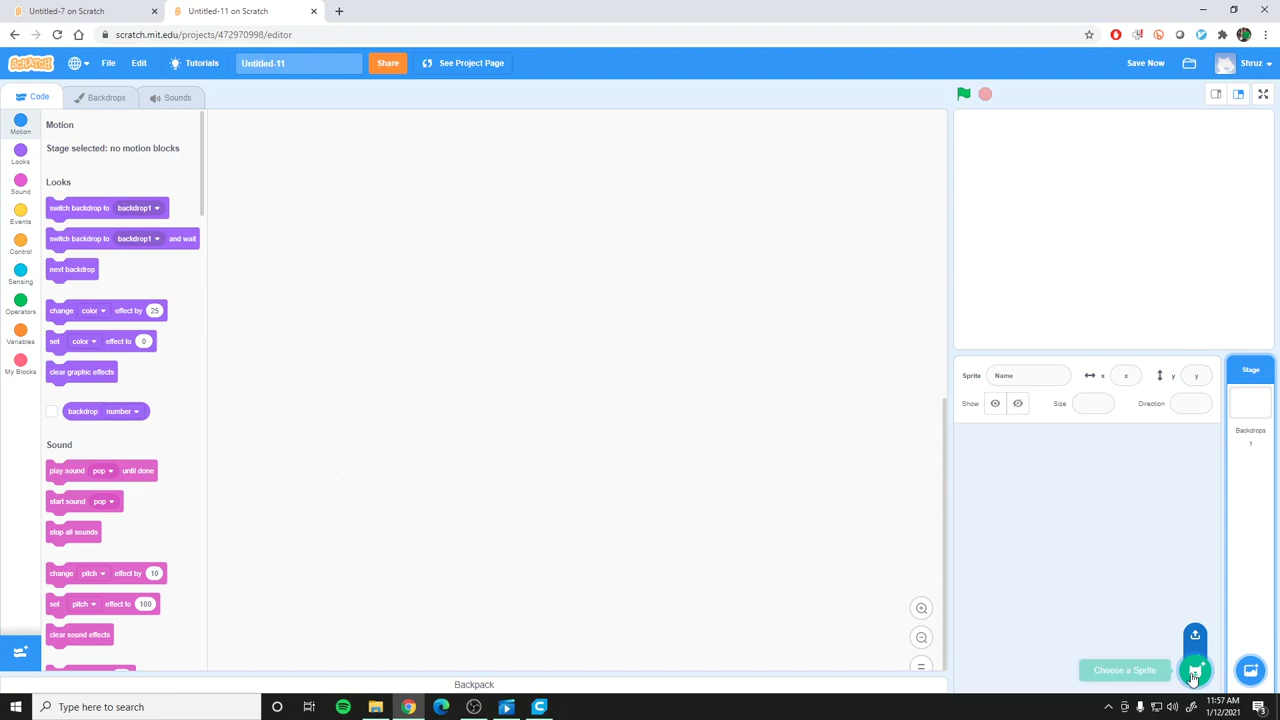 Untitled-7 on Scratch
Untitled-11 on Scratch
scratch.mit.edu/projects/472970998/editor
SCRATCH
File
Edit
Tutorials
Untitled-11
Share
See Project Page
Save Now
Shruz
Code
Backdrops
Sounds
Motion
Looks
Sound
Events
Control
Sensing
Operators
Variables
My Blocks
Motion
Stage selected: no motion blocks
Looks
switch backdrop to backdrop1
switch backdrop to backdrop1 and wait
next backdrop
change color effect by 25
set color effect to 0
clear graphic effects
backdrop number
Sound
play sound pop until done
start sound pop
stop all sounds
change pitch effect by 10
set pitch effect to 100
clear sound effects
Sprite Name x x y y
Show Size Direction
Stage
Backdrops
1
Choose a Sprite
Backpack
Type here to search
11:57 AM
1/12/2021
3